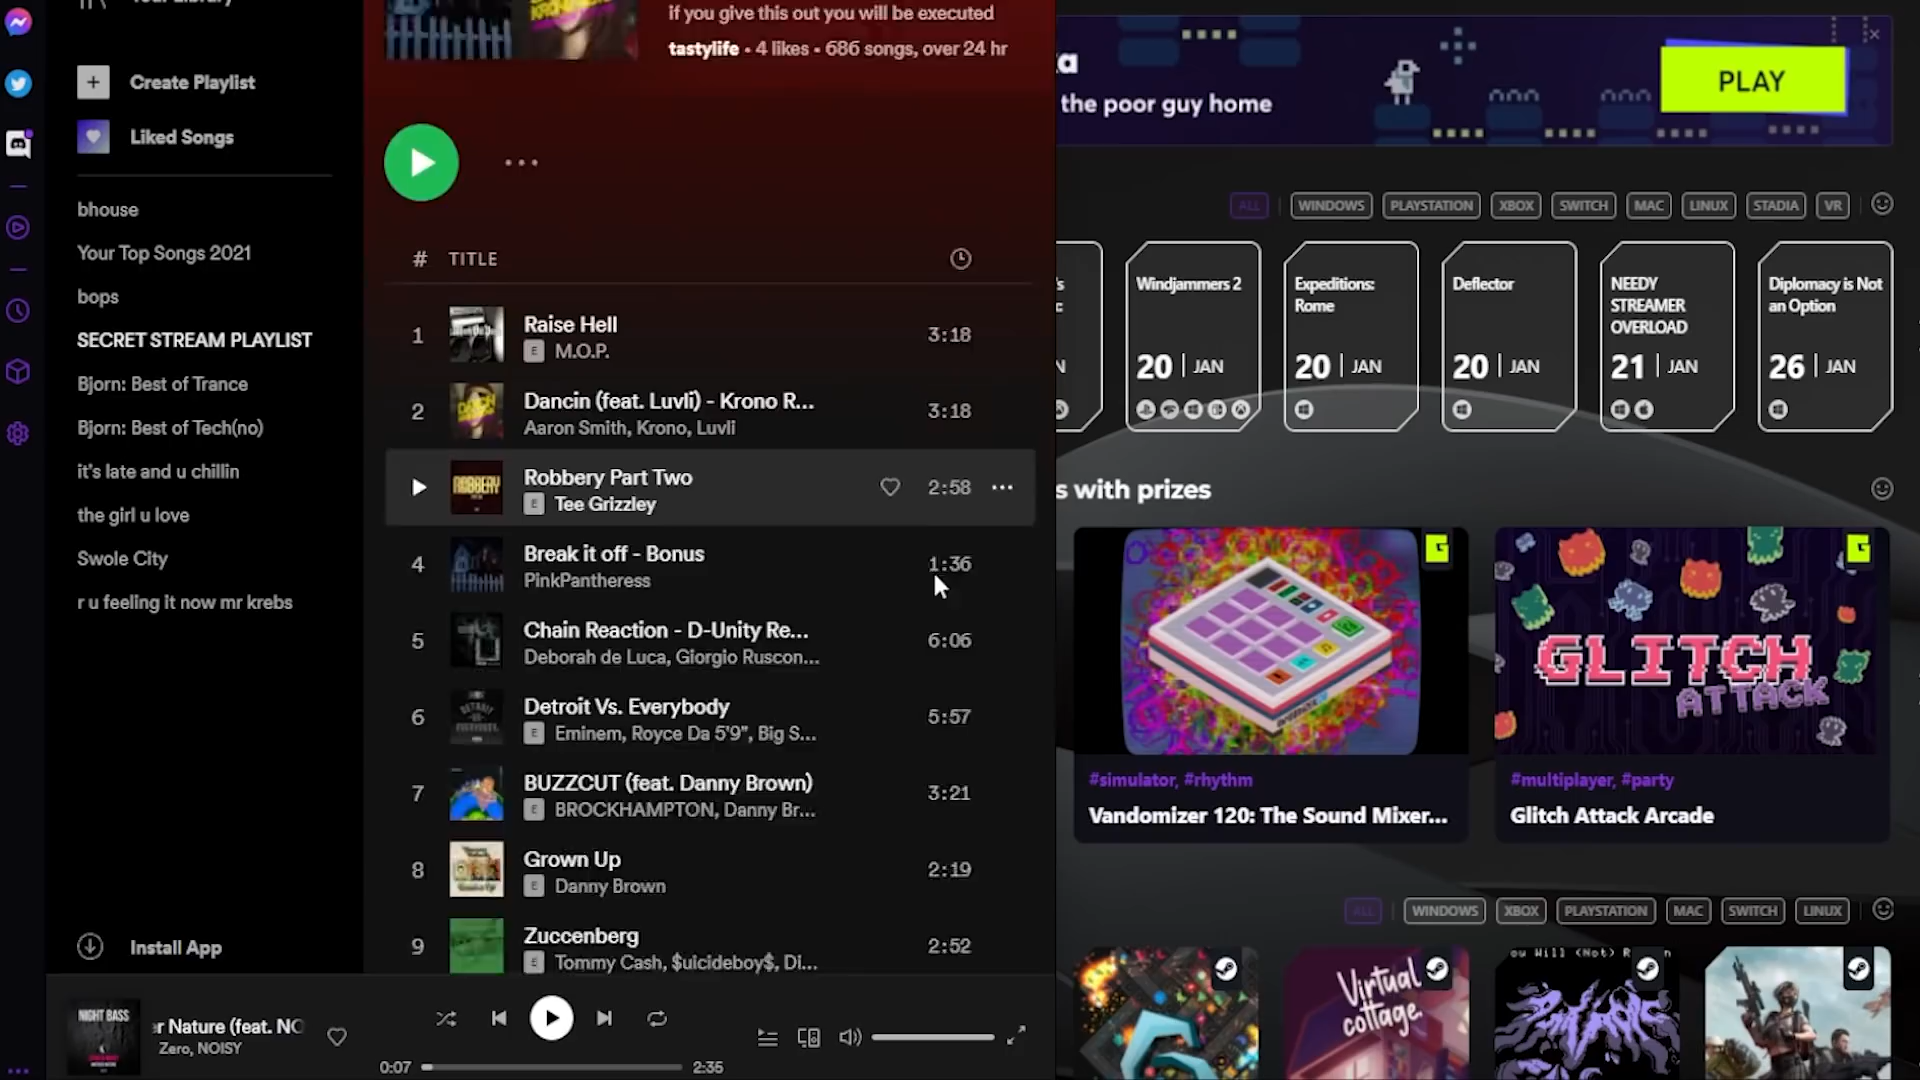 Create Playlist
Liked Songs
bhouse
Your Top Songs 2021
bops
SECRET STREAM PLAYLIST
Bjorn: Best of Trance
Bjorn: Best of Tech(no)
it's late and u chillin
the girl u love
Swole City
r u feeling it now mr krebs
Install App
if you give this out you will be executed
tastylife • 4 likes • 686 songs, over 24 hr
# TITLE
1 Raise Hell 3:18
E M.O.P.
2 Dancin (feat. Luvli) - Krono R... 3:18
Aaron Smith, Krono, Luvli
Robbery Part Two 2:58
E Tee Grizzley
4 Break it off - Bonus 1:36
PinkPantheress
5 Chain Reaction - D-Unity Re... 6:06
Deborah de Luca, Giorgio Ruscon...
6 Detroit Vs. Everybody 5:57
E Eminem, Royce Da 5'9", Big S...
7 BUZZCUT (feat. Danny Brown) 3:21
E BROCKHAMPTON, Danny Br...
8 Grown Up 2:19
E Danny Brown
9 Zuccenberg 2:52
E Tommy Cash, $uicideboy$, Di...
NIGHT BASS
r Nature (feat. NO
Zero, NOISY
0:07 2:35
the poor guy home
PLAY
ALL WINDOWS PLAYSTATION XBOX SWITCH MAC LINUX STADIA VR
Windjammers 2
20 | JAN
Expeditions:
Rome
20 | JAN
Deflector
20 | JAN
NEEDY
STREAMER
OVERLOAD
21 | JAN
Diplomacy is Not
an Option
26 | JAN
s with prizes
GLITCH
ATTACK
#simulator, #rhythm
Vandomizer 120: The Sound Mixer...
#multiplayer, #party
Glitch Attack Arcade
ALL WINDOWS XBOX PLAYSTATION MAC SWITCH LINUX
Virtual
cottage
ou Will (Not) R